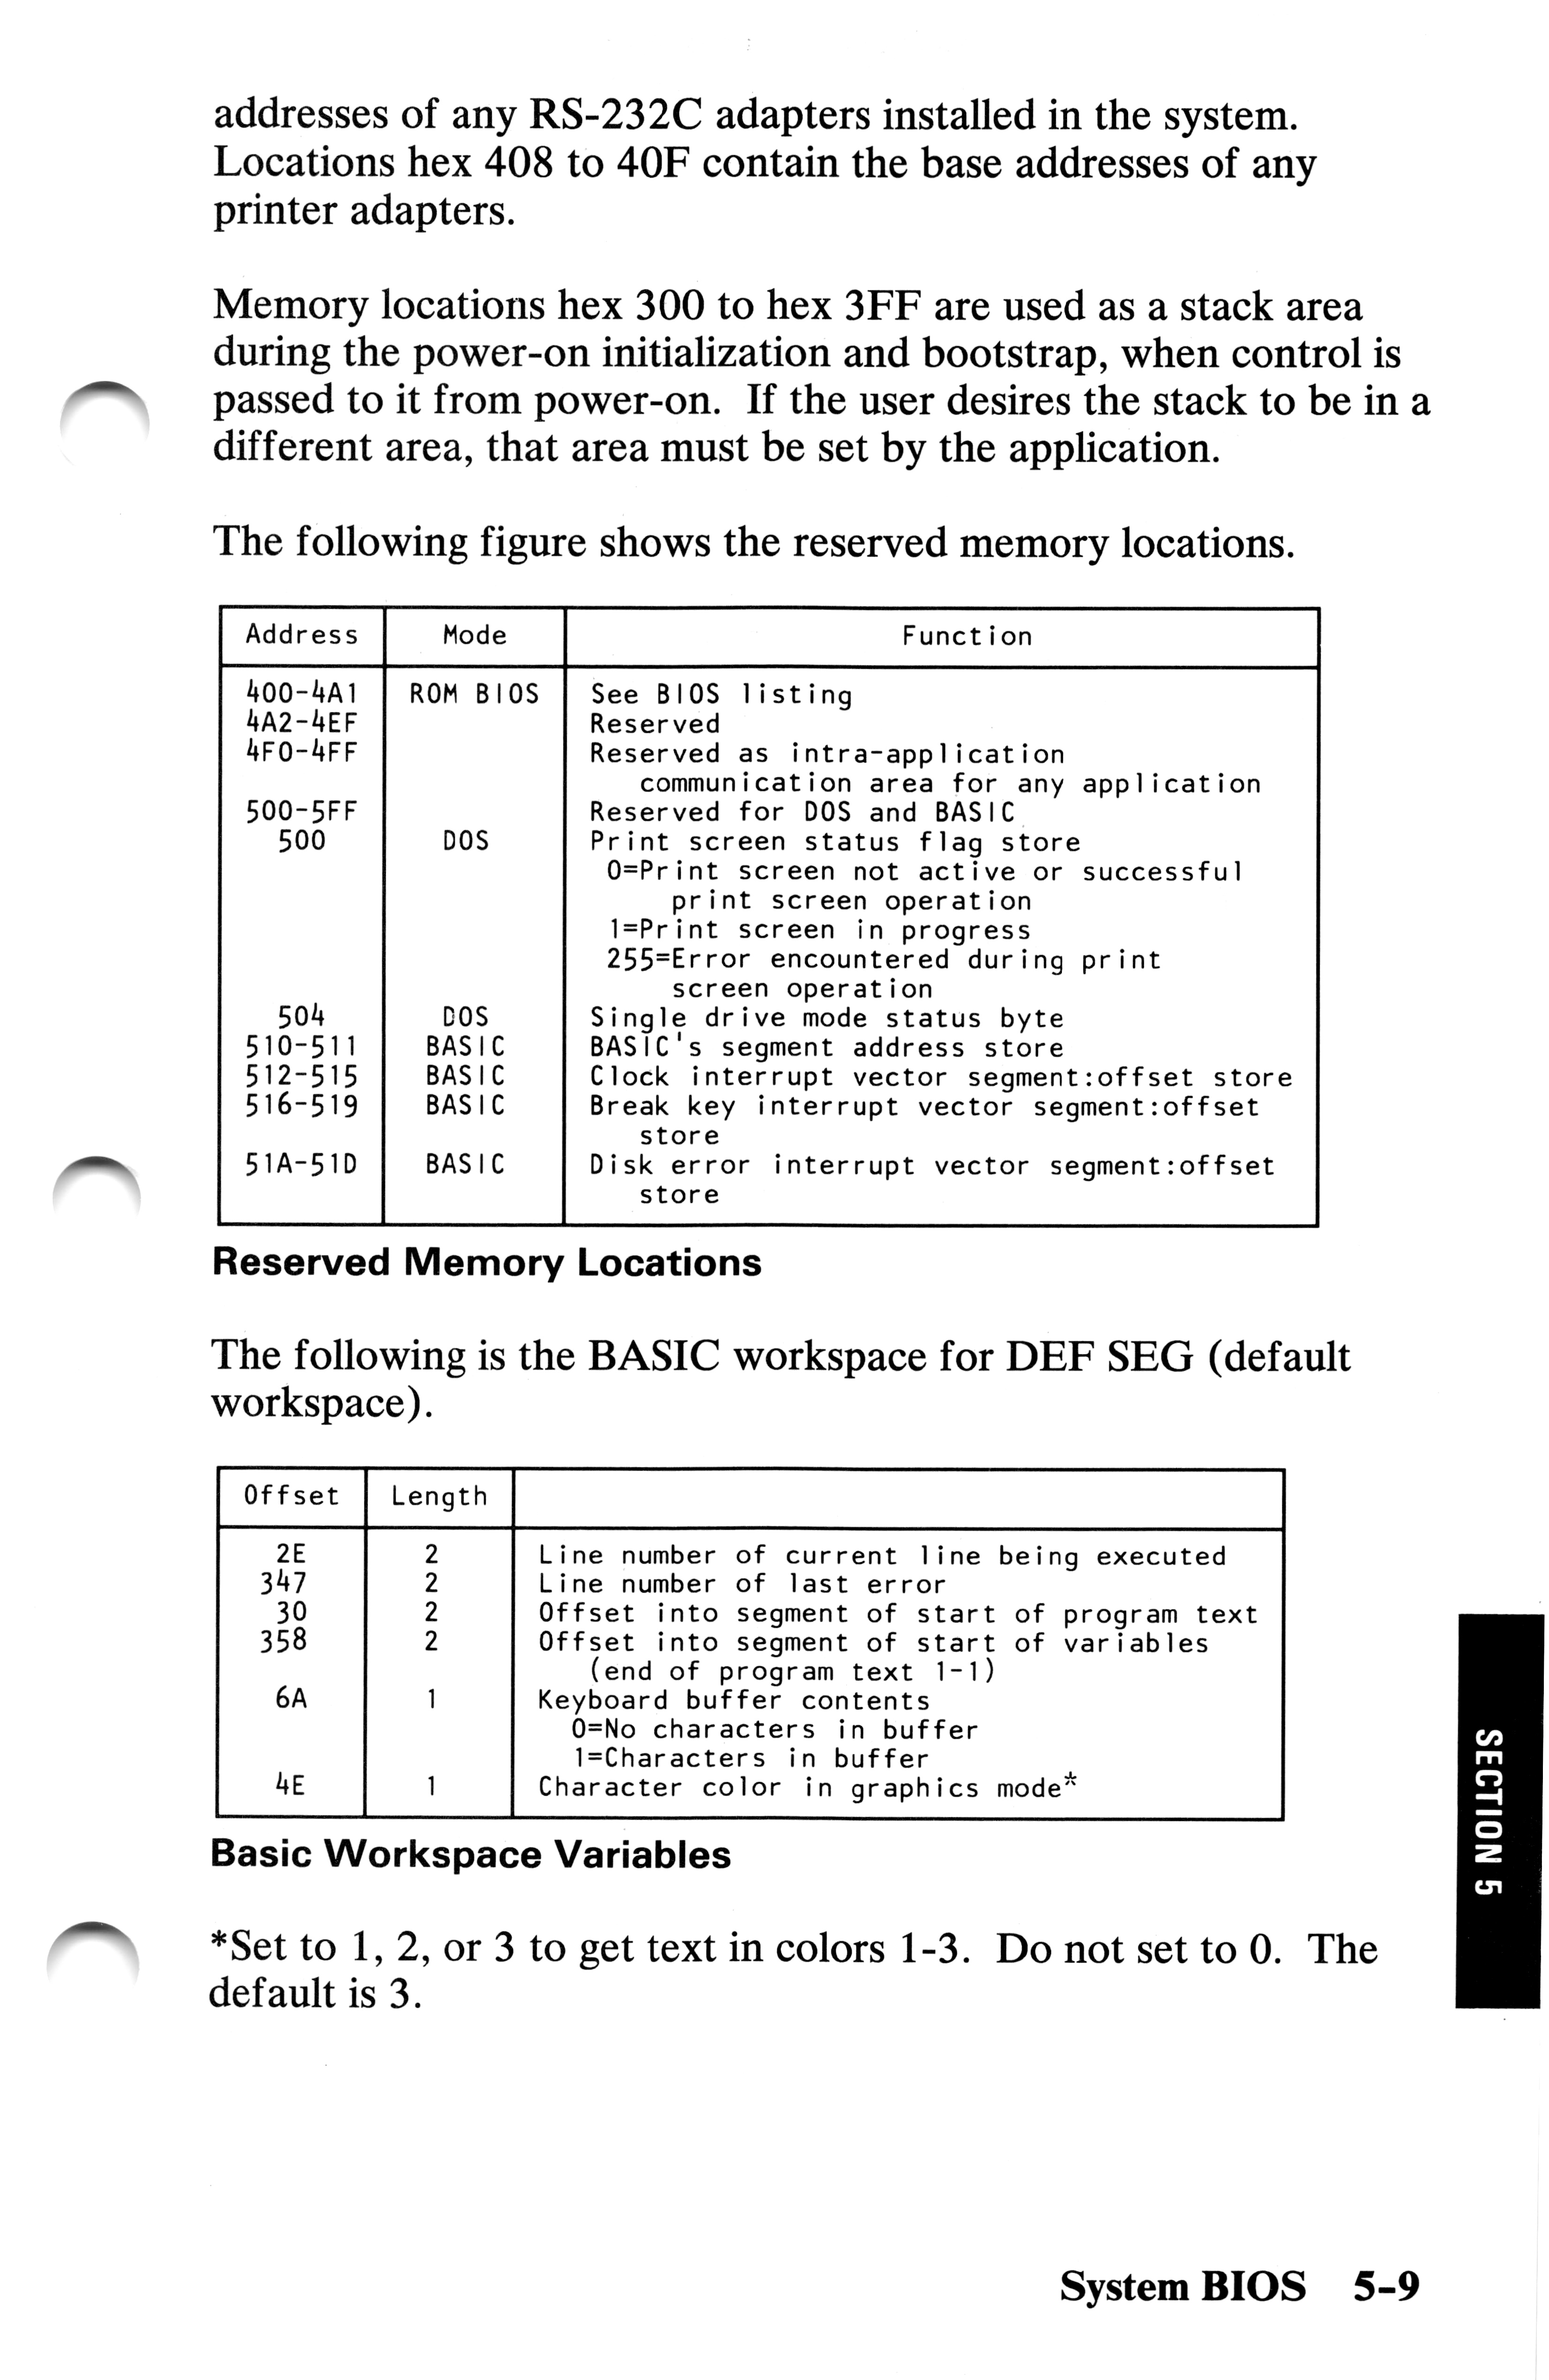 addresses of any RS-232C adapters installed in the system.
Locations hex 408 to 40F contain the base addresses of any
printer adapters.
Memory locations hex 300 to hex 3FF are used as a stack area
during the power-on initialization and bootstrap, when control is
passed to it from power-on. If the user desires the stack to be in a
different area, that area must be set by the application.
The following figure shows the reserved memory locations.
Address Mode Function
400-4A1 ROM BIOS See BIOS listing
4A2-4EF Reserved
4F0-4FF Reserved as intra-application
communication area for any application
500-5FF Reserved for DOS and BASIC
500 DOS Print screen status flag store
0=Print screen not active or successful
print screen operation
1=Print screen in progress
255=Error encountered during print
screen operation
504 DOS Single drive mode status byte
510-511 BASIC BASIC's segment address store
512-515 BASIC Clock interrupt vector segment:offset store
516-519 BASIC Break key interrupt vector segment:offset
store
51A-51D BASIC Disk error interrupt vector segment:offset
store
Reserved Memory Locations
The following is the BASIC workspace for DEF SEG (default
workspace).
Offset Length
2E 2 Line number of current line being executed
347 2 Line number of last error
30 2 Offset into segment of start of program text
358 2 Offset into segment of start of variables
(end of program text 1-1)
6A 1 Keyboard buffer contents
0=No characters in buffer
1=Characters in buffer
4E 1 Character color in graphics mode*
Basic Workspace Variables
*Set to 1, 2, or 3 to get text in colors 1-3. Do not set to 0. The
default is 3.
SECTION 5
System BIOS 5-9